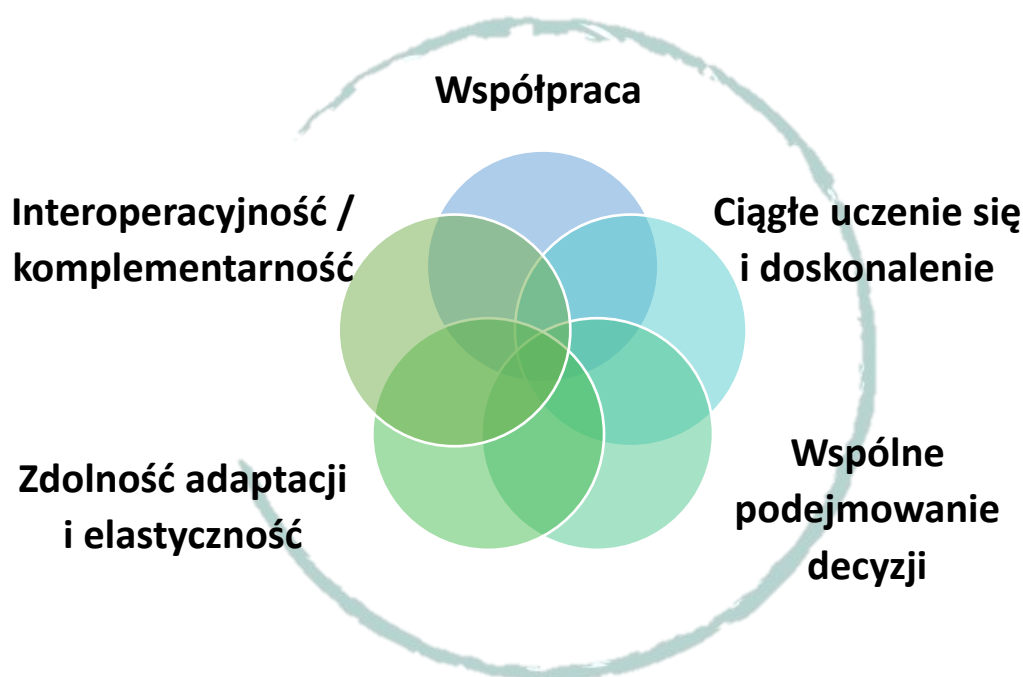 Współpraca
Interoperacyjność /
komplementarność
Ciągłe uczenie się
i doskonalenie
Zdolność adaptacji
i elastyczność
Wspólne
podejmowanie
decyzji